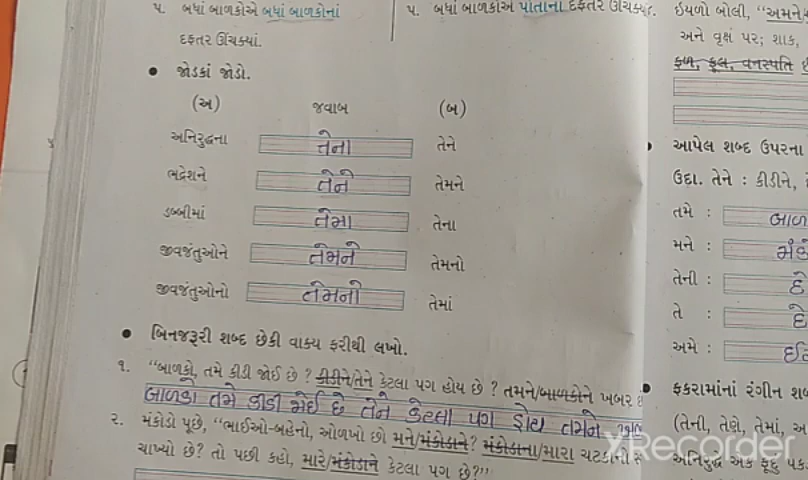 ૫. બધાં બાળકોએ બધાં બાળકોનાં
દફતર ઊંચક્યાં.
• જોડકાં જોડો.
(અ) જવાબ (બ)
અનિરુદ્ધના તેના તેને
ભદ્રેશને તેને તેમને
ડબ્બીમાં તેમા તેના
જીવજંતુઓને તેમને તેમનો
જીવજંતુઓનો તેમનો તેમાં
• બિનજરૂરી શબ્દ છેકી વાક્ય ફરીથી લખો.
૧. “બાળકો, તમે કીડી જોઈ છે ? કીડીને/તેને કેટલા પગ હોય છે ? તમને/બાળકોને ખબર
બાળકો તમે કીડી જોઈ છે તેને કેટલા પગ હોય તમને
૨. મંકોડો પૂછે, “ભાઈઓ-બહેનો, ઓળખો છો મને/મંકોડાને? મંકોડાના/મારા ચટકાનો
ચાખ્યો છે? તો પછી કહો, મારે/મંકોડાને કેટલા પગ છે?”
૫. બધાં બાળકોએ પોતાનાં દફતર ઊંચક્યાં.
ઇયળો બોલી, “અમને
અને વૃક્ષ પર; શાક,
ફળ, ફૂલ, વનસ્પતિ
આપેલ શબ્દ ઉપરના
ઉદા. તેને : કીડીને,
તમે : બાળ
મને :
તેની :
તે :
અમે :
• ફકરામાંનાં રંગીન
(તેની, તેણે, તેમાં, અ
અનિરુદ્ધ એક ફૂદું પક
XRecorder